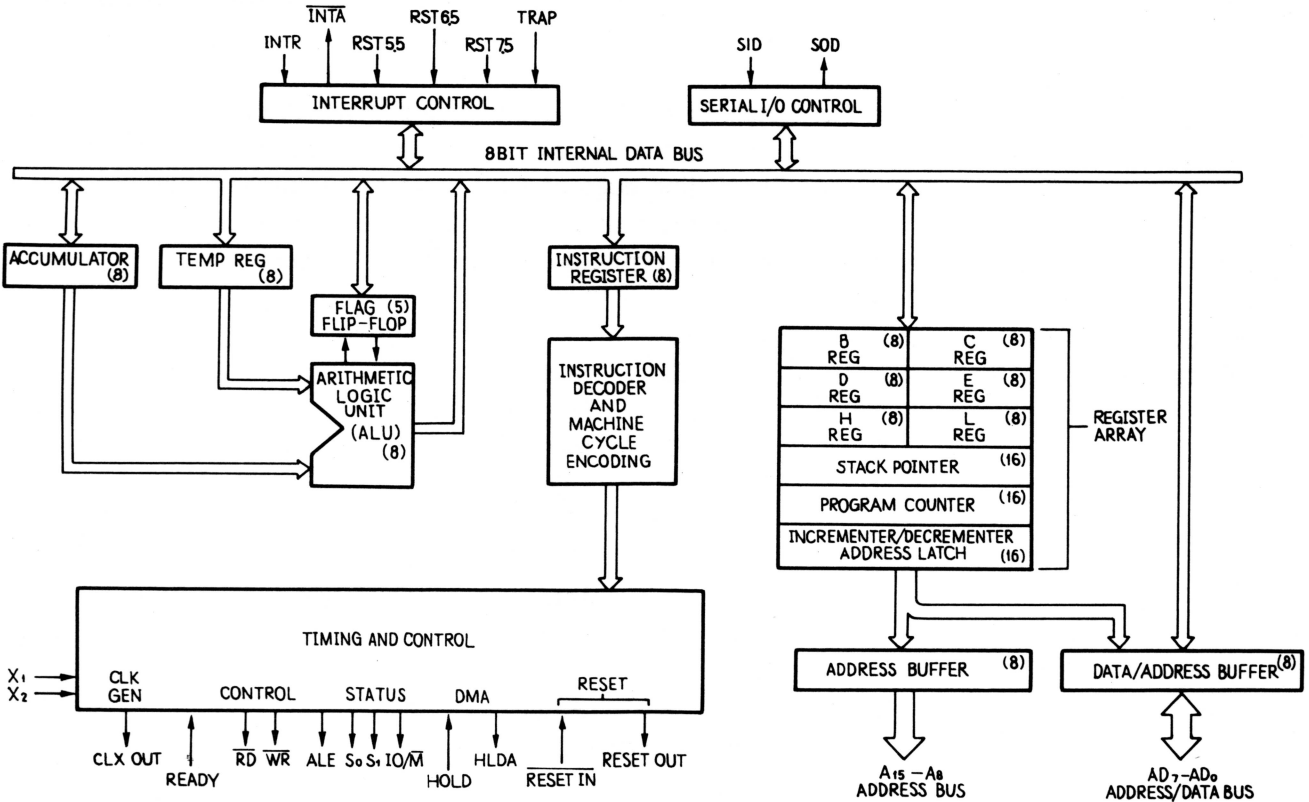 INTR
INTA
RST 5.5
RST 6.5
RST 7.5
TRAP
INTERRUPT CONTROL
SID
SOD
SERIAL I/O CONTROL
8BIT INTERNAL DATA BUS
ACCUMULATOR
(8)
TEMP REG
(8)
FLAG (5)
FLIP-FLOP
ARITHMETIC
LOGIC
UNIT
(ALU)
(8)
INSTRUCTION
REGISTER (8)
INSTRUCTION
DECODER
AND
MACHINE
CYCLE
ENCODING
B (8)
REG
C (8)
REG
D (8)
REG
E (8)
REG
H (8)
REG
L (8)
REG
STACK POINTER (16)
PROGRAM COUNTER (16)
INCREMENTER/DECREMENTER
ADDRESS LATCH (16)
REGISTER
ARRAY
TIMING AND CONTROL
X1
X2
CLK
GEN
CONTROL
STATUS
DMA
RESET
CLX OUT
READY
RD
WR
ALE
S0
S1
IO/M
HOLD
HLDA
RESET IN
RESET OUT
ADDRESS BUFFER (8)
DATA/ADDRESS BUFFER (8)
A15-A8
ADDRESS BUS
AD7-AD0
ADDRESS/DATA BUS